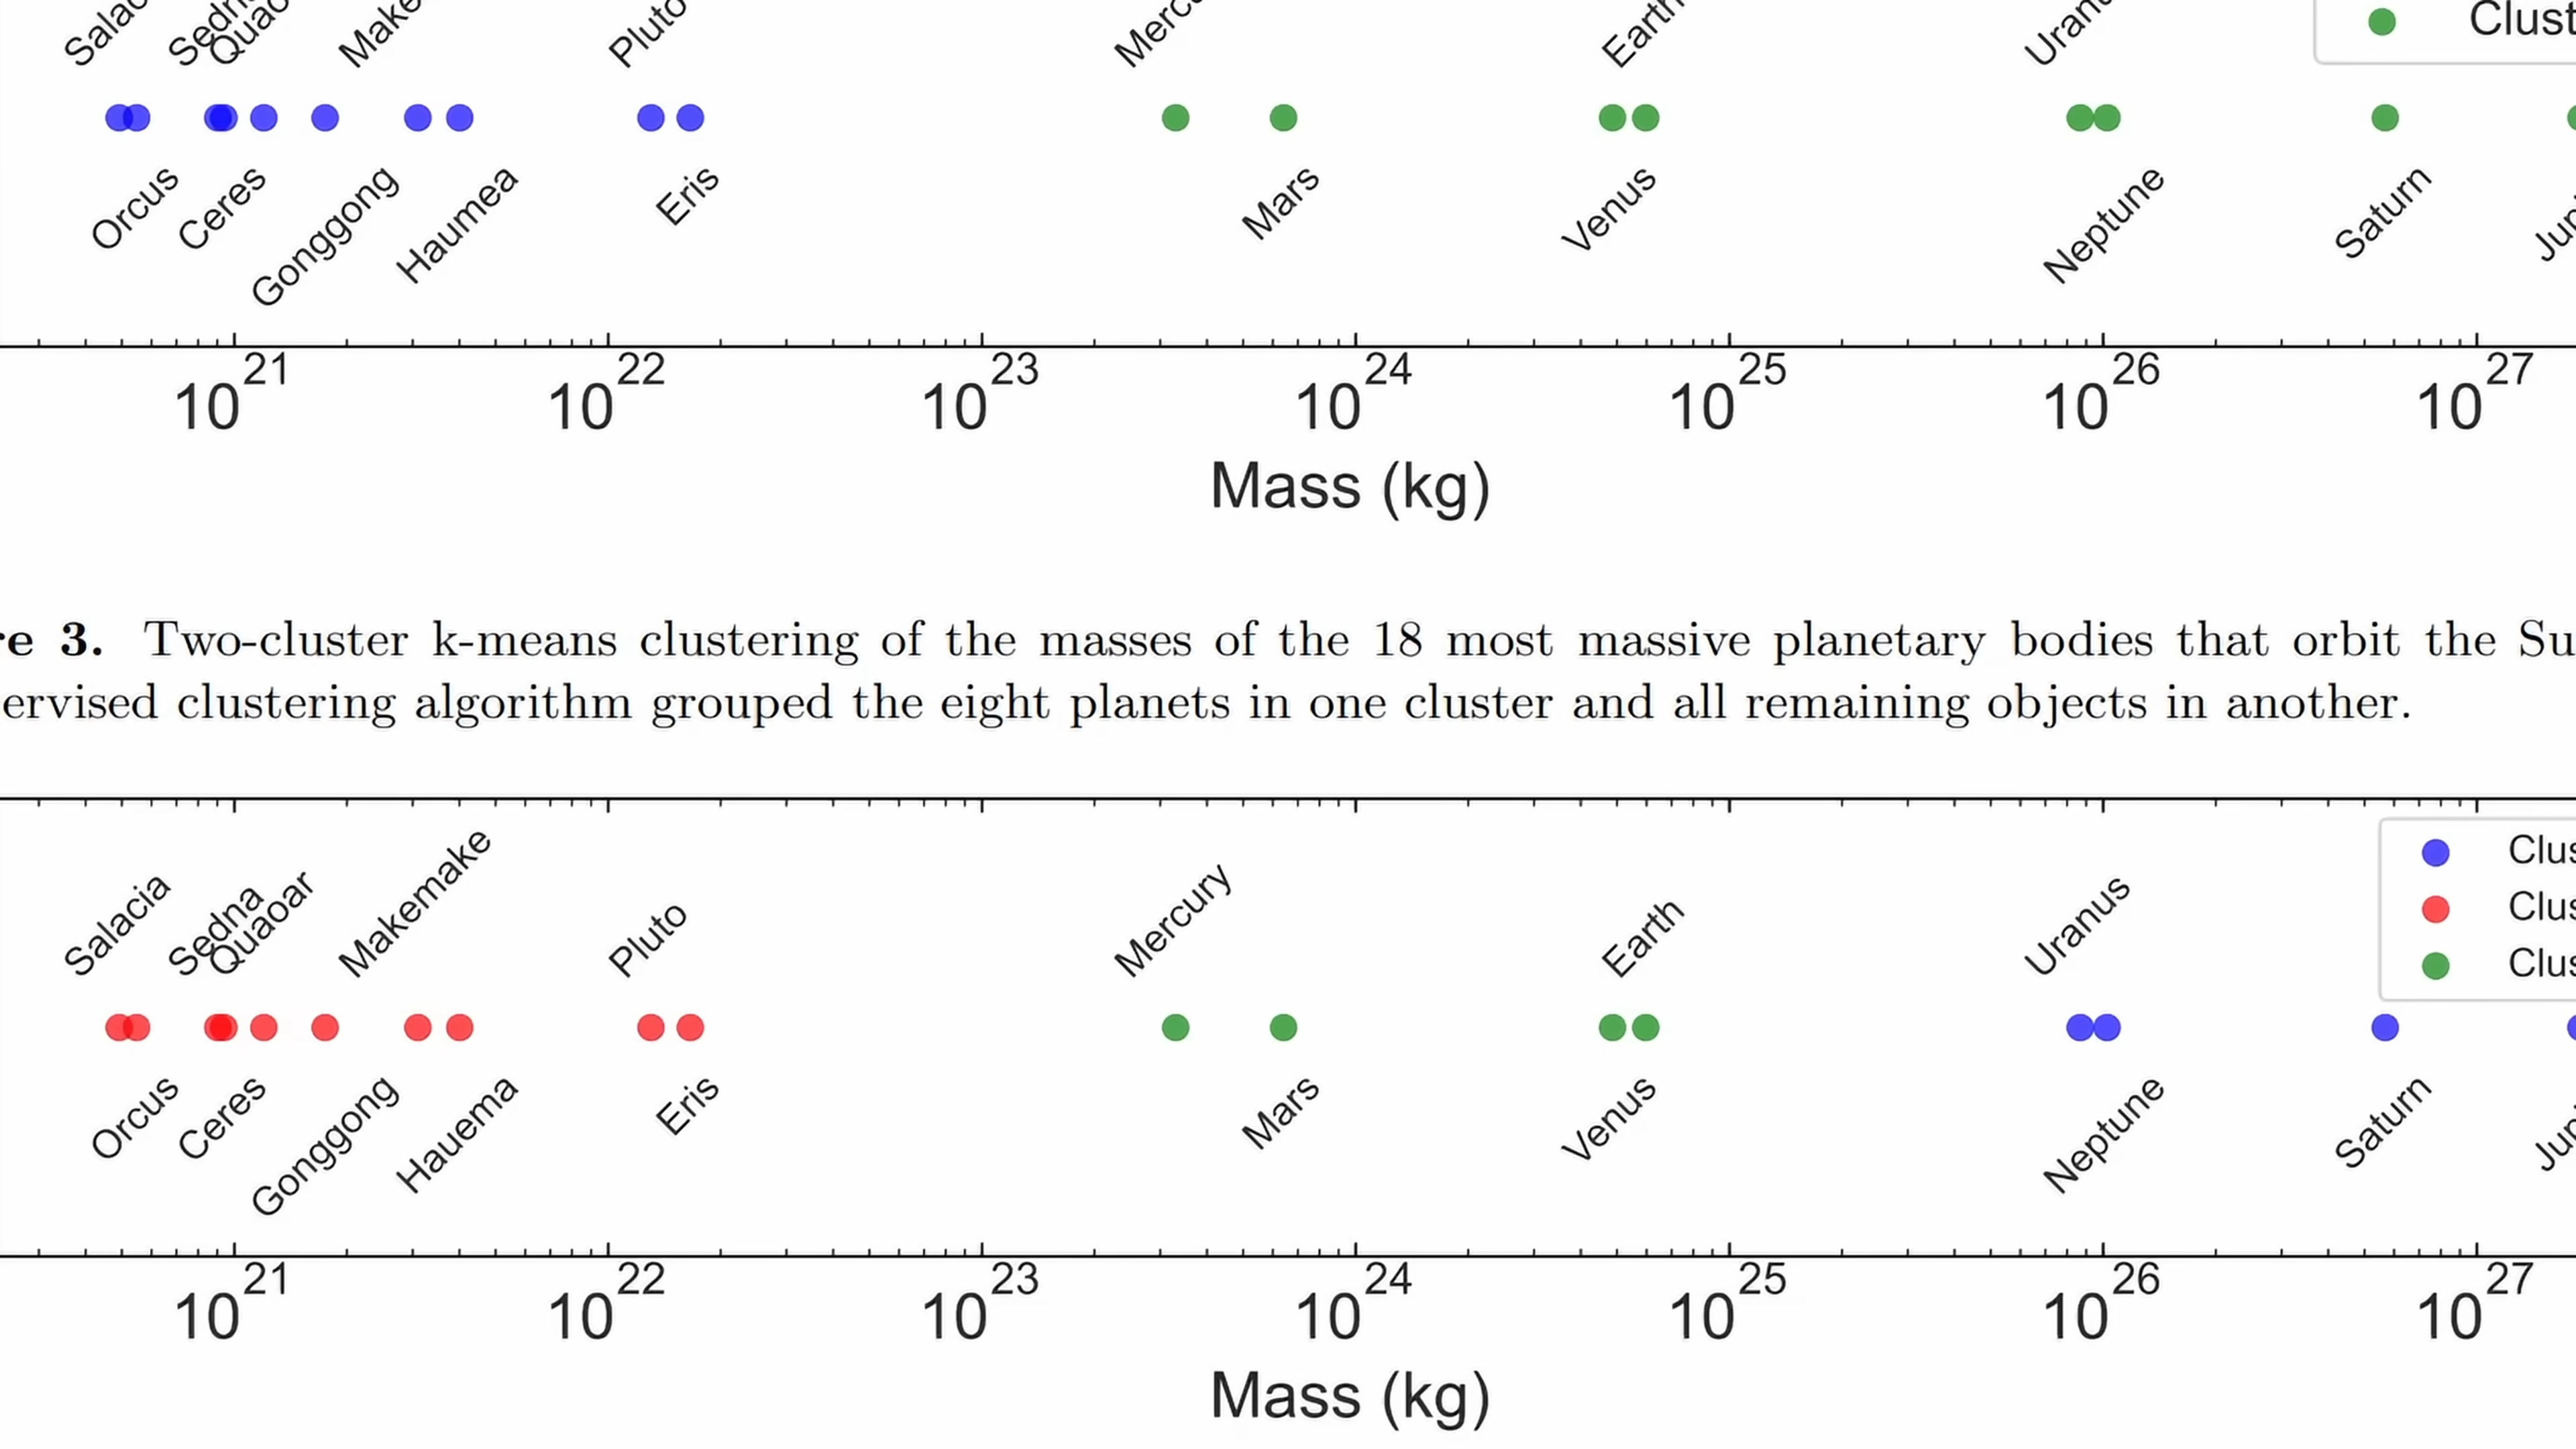 Pluto
Earth
Orcus
Ceres
Gonggong
Haumea
Eris
Mars
Venus
Neptune
Saturn
10^21 10^22 10^23 10^24 10^25 10^26 10^27
Mass (kg)
3. Two-cluster k-means clustering of the masses of the 18 most massive planetary bodies that orbit the
clustering algorithm grouped the eight planets in one cluster and all remaining objects in another.
Salacia
Sedna
Quaoar
Makemake
Pluto
Mercury
Earth
Uranus
Orcus
Ceres
Gonggong
Hauema
Eris
Mars
Venus
Neptune
Saturn
10^21 10^22 10^23 10^24 10^25 10^26 10^27
Mass (kg)